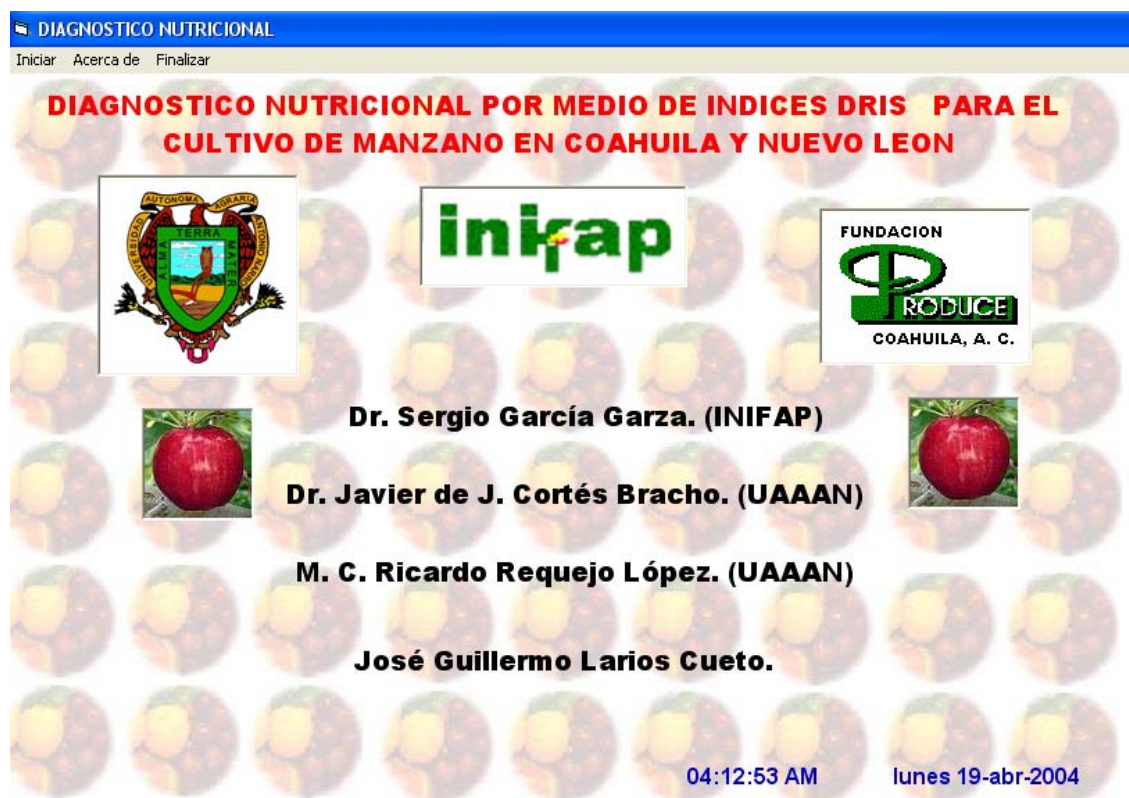 DIAGNOSTICO NUTRICIONAL
Iniciar Acerca de Finalizar
DIAGNOSTICO NUTRICIONAL POR MEDIO DE INDICES DRIS PARA EL
CULTIVO DE MANZANO EN COAHUILA Y NUEVO LEON
UNIVERSIDAD AUTONOMA AGRARIA ANTONIO NARRO
ALMA TERRA MATER
inifap
FUNDACION
PRODUCE
COAHUILA, A. C.
Dr. Sergio García Garza. (INIFAP)
Dr. Javier de J. Cortés Bracho. (UAAAN)
M. C. Ricardo Requejo López. (UAAAN)
José Guillermo Larios Cueto.
04:12:53 AM lunes 19-abr-2004